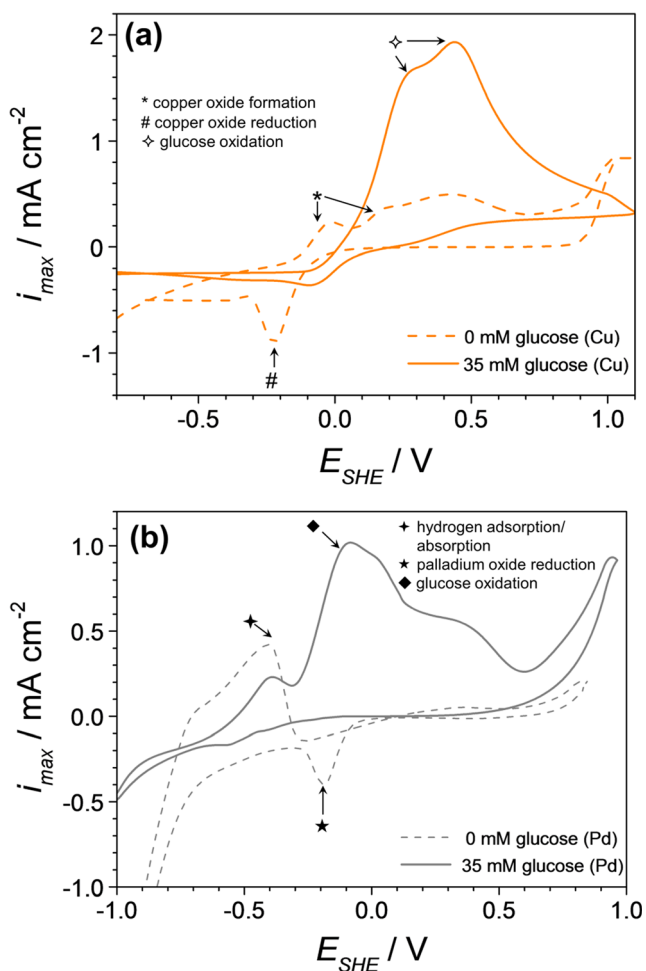 (a)
2
1
0
-1
i_max / mA cm⁻²
* copper oxide formation
# copper oxide reduction
✧ glucose oxidation
✧
*
#
0 mM glucose (Cu)
35 mM glucose (Cu)
-0.5
0.0
0.5
1.0
E_SHE / V
(b)
1.0
0.5
0.0
-0.5
-1.0
i_max / mA cm⁻²
✦ hydrogen adsorption/
absorption
★ palladium oxide reduction
◆ glucose oxidation
◆
✦
★
0 mM glucose (Pd)
35 mM glucose (Pd)
-1.0
-0.5
0.0
0.5
1.0
E_SHE / V